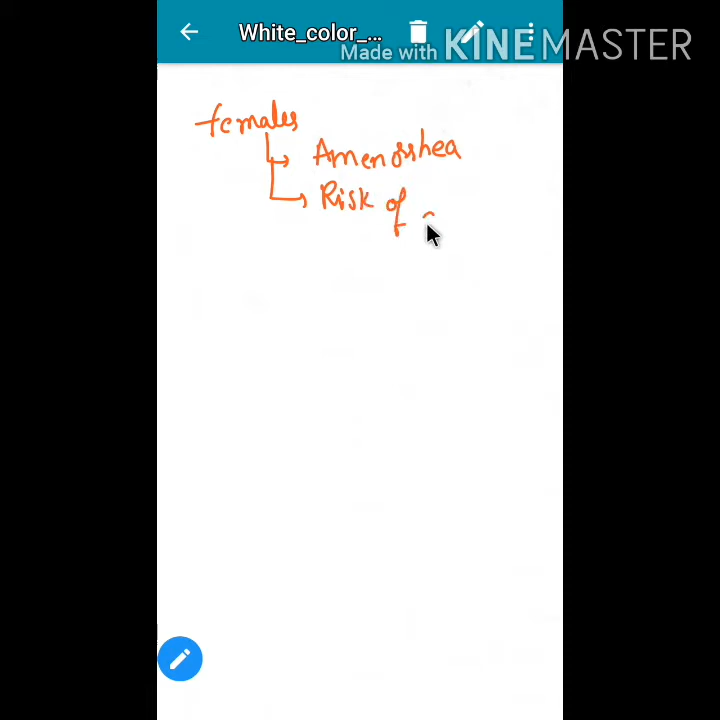 White_color_...
Made with KINEMASTER
females
Amenorrhea
Risk of